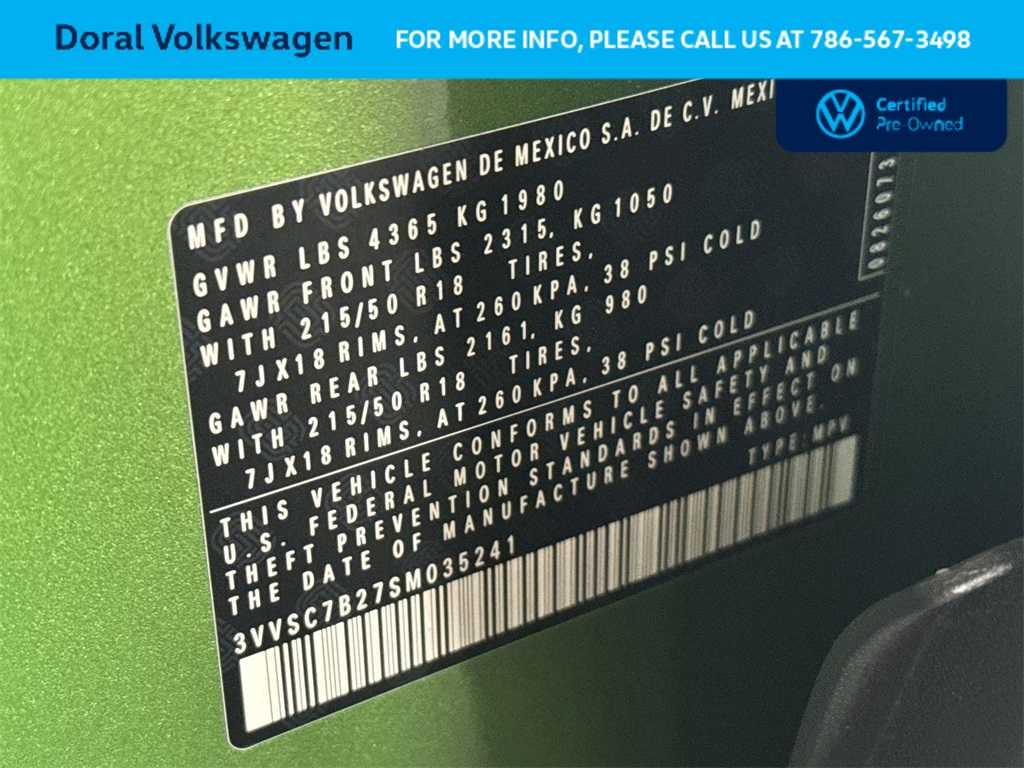 Doral Volkswagen
FOR MORE INFO, PLEASE CALL US AT 786-567-3498
Certified
Pre-Owned
MFD BY VOLKSWAGEN DE MEXICO S.A. DE C.V. MEXI
GVWR LBS 4365 KG 1980
GAWR FRONT LBS 2315, KG 1050
WITH 215/50 R18 TIRES,
7JX18 RIMS, AT 260 KPA, 38 PSI COLD
GAWR REAR LBS 2161, KG 980
WITH 215/50 R18 TIRES,
7JX18 RIMS, AT 260 KPA, 38 PSI COLD
0826073
THIS VEHICLE CONFORMS TO ALL APPLICABLE
U.S. FEDERAL MOTOR VEHICLE SAFETY AND
THEFT PREVENTION STANDARDS IN EFFECT ON
THE DATE OF MANUFACTURE SHOWN ABOVE.
3VVSC7B27SM035241
TYPE: MPV